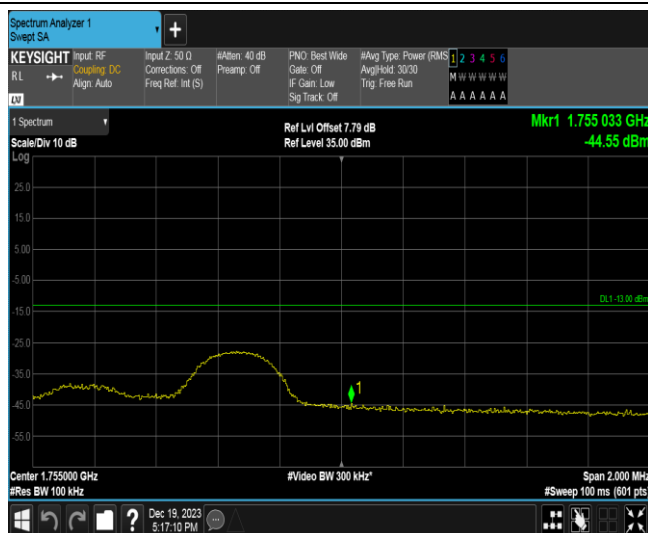 Spectrum Analyzer 1
Swept SA
+
KEYSIGHT
RL
LXI
Input: RF
Coupling: DC
Align: Auto
Input Z: 50 Ω
Corrections: Off
Freq Ref: Int (S)
#Atten: 40 dB
Preamp: Off
PNO: Best Wide
Gate: Off
IF Gain: Low
Sig Track: Off
#Avg Type: Power (RMS
Avg|Hold: 30/30
Trig: Free Run
1 2 3 4 5 6
M W W W W W
A A A A A A
1 Spectrum
Scale/Div 10 dB
Ref Lvl Offset 7.79 dB
Ref Level 35.00 dBm
Mkr1 1.755 033 GHz
-44.55 dBm
Log
25.0
15.0
5.00
-5.00
DL1 -13.00 dBm
-15.0
-25.0
-35.0
1
-45.0
-55.0
Center 1.755000 GHz
#Res BW 100 kHz
#Video BW 300 kHz*
Span 2.000 MHz
#Sweep 100 ms (601 pts)
?
Dec 19, 2023
5:17:10 PM